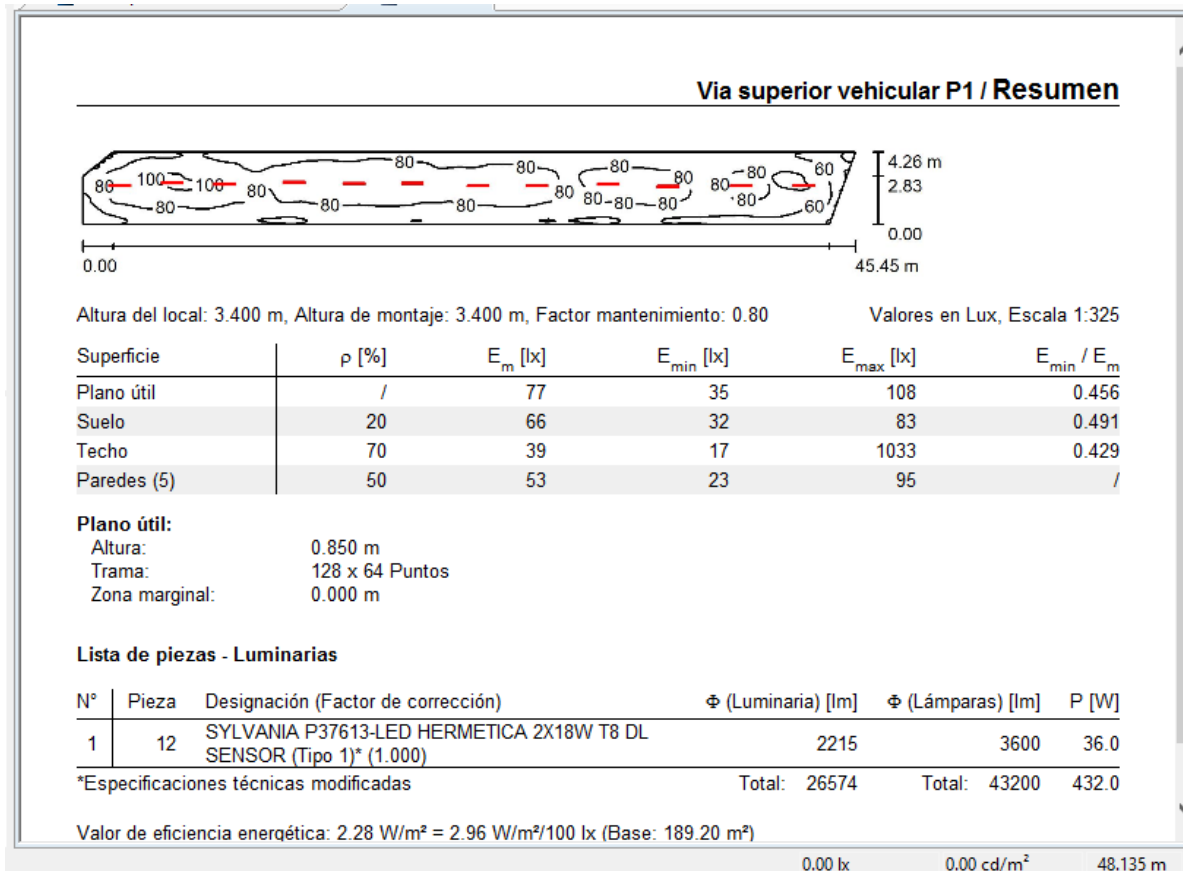 Via superior vehicular P1 / Resumen
80 100 100 80 80 80 80 60
80 80 80 80 80 80 80
80 80 80 80-80 80 80 60
4.26 m
2.83
0.00
0.00 45.45 m
Altura del local: 3.400 m, Altura de montaje: 3.400 m, Factor mantenimiento: 0.80 Valores en Lux, Escala 1:325
Superficie ρ [%] Em [lx] Emin [lx] Emax [lx] Emin / Em
Plano útil / 77 35 108 0.456
Suelo 20 66 32 83 0.491
Techo 70 39 17 1033 0.429
Paredes (5) 50 53 23 95 /
Plano útil:
Altura: 0.850 m
Trama: 128 x 64 Puntos
Zona marginal: 0.000 m
Lista de piezas - Luminarias
N° Pieza Designación (Factor de corrección) Φ (Luminaria) [lm] Φ (Lámparas) [lm] P [W]
1 12 SYLVANIA P37613-LED HERMETICA 2X18W T8 DL
SENSOR (Tipo 1)* (1.000) 2215 3600 36.0
*Especificaciones técnicas modificadas Total: 26574 Total: 43200 432.0
Valor de eficiencia energética: 2.28 W/m² = 2.96 W/m²/100 lx (Base: 189.20 m²)
0.00 lx 0.00 cd/m² 48.135 m